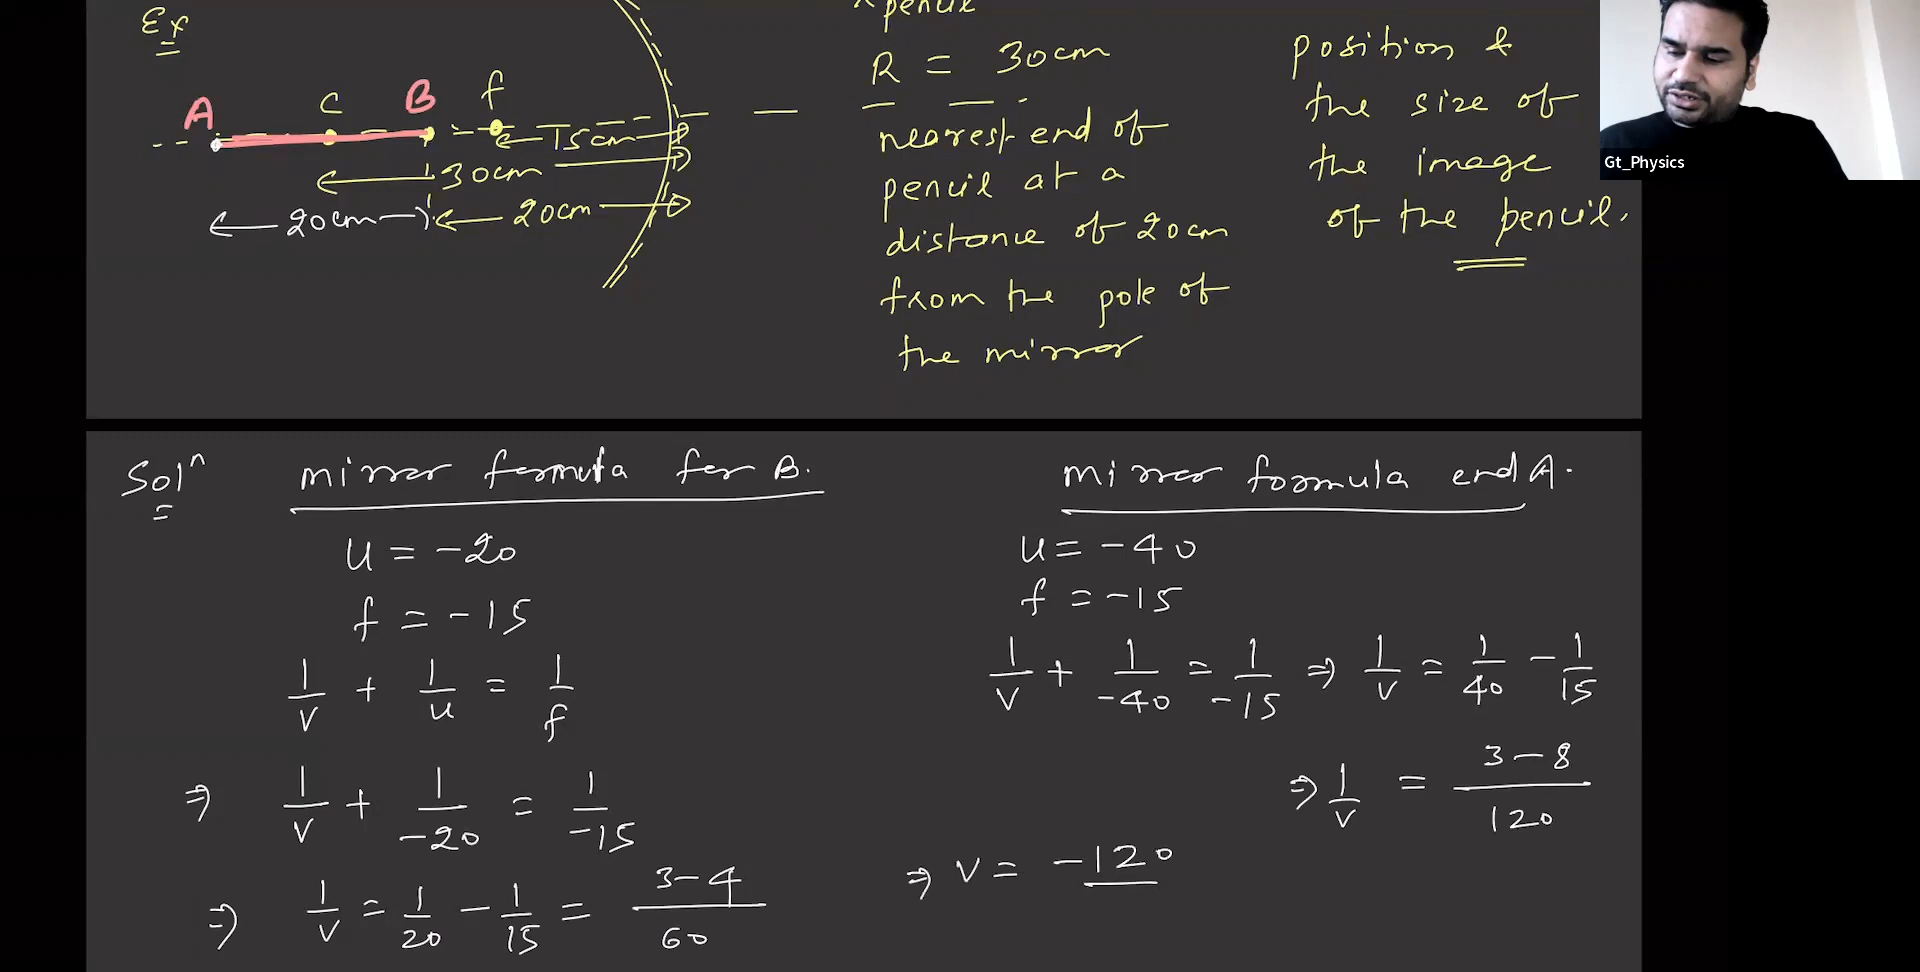 Ex
pencil
R = 30cm
nearest end of
pencil at a
distance of 20cm
from the pole of
the mirror
position &
the size of
the image
of the pencil.
Gt_Physics
A C B f
15cm
30cm
20cm 20cm
Solⁿ mirror formula for B.
u = -20
f = -15
1/v + 1/u = 1/f
⇒ 1/v + 1/-20 = 1/-15
⇒ 1/v = 1/20 - 1/15 = 3-4/60
mirror formula end A.
u = -40
f = -15
1/v + 1/-40 = 1/-15 ⇒ 1/v = 1/40 - 1/15
⇒ 1/v = 3-8/120
⇒ v = -120